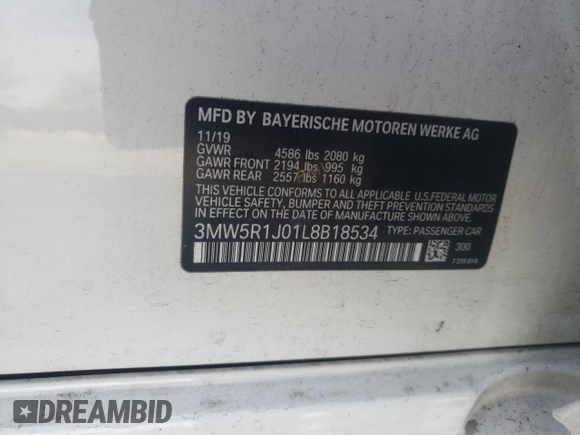 MFD BY BAYERISCHE MOTOREN WERKE AG
11/19
GVWR 4586 lbs 2080 kg
GAWR FRONT 2194 lbs 995 kg
GAWR REAR 2557 lbs 1160 kg
THIS VEHICLE CONFORMS TO ALL APPLICABLE U.S.FEDERAL MOTOR
VEHICLE SAFETY, BUMPER AND THEFT PREVENTION STANDARDS
IN EFFECT ON THE DATE OF MANUFACTURE SHOWN ABOVE.
3MW5R1J01L8B18534 TYPE: PASSENGER CAR
300
7315814
DREAMBID